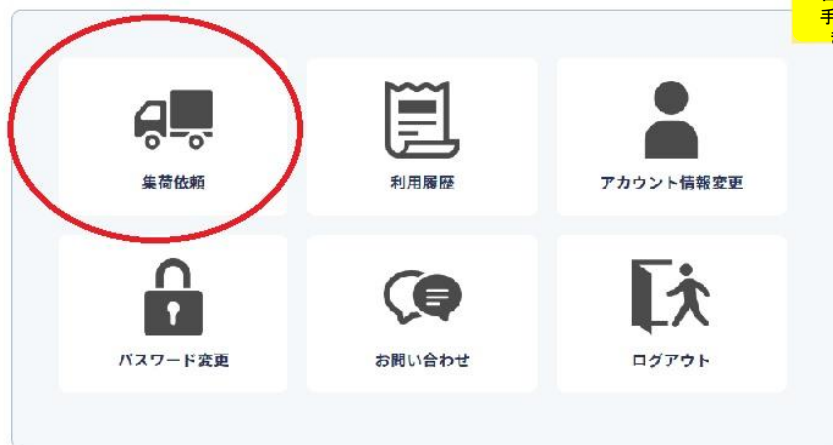 手
集荷依頼
利用履歴
アカウント情報変更
パスワード変更
お問い合わせ
ログアウト